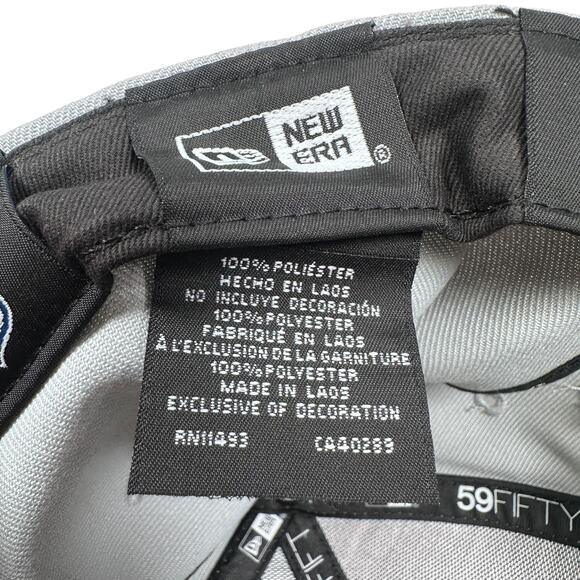 NEW
ERA®
100% POLIÉSTER
HECHO EN LAOS
NO INCLUYE DECORACIÓN
100% POLYESTER
FABRIQUÉ EN LAOS
À L'EXCLUSION DE LA GARNITURE
100% POLYESTER
MADE IN LAOS
EXCLUSIVE OF DECORATION
RN11493 CA40289
59FIFTY